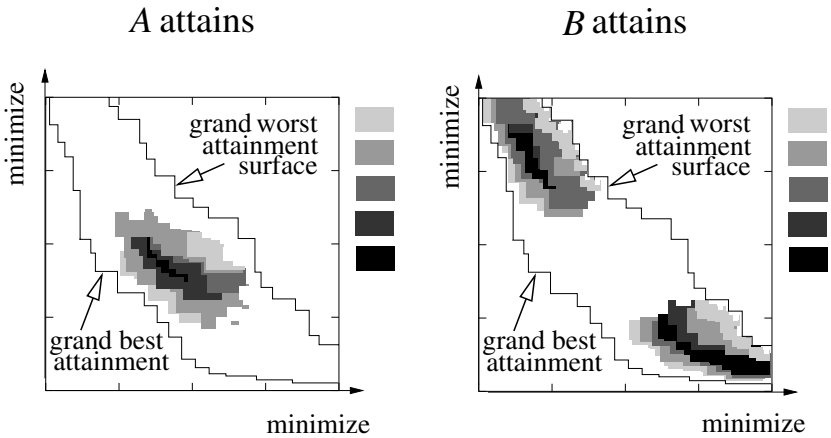 A attains
minimize
grand worst
attainment
surface
grand best
attainment
minimize
B attains
minimize
grand worst
attainment
surface
grand best
attainment
minimize